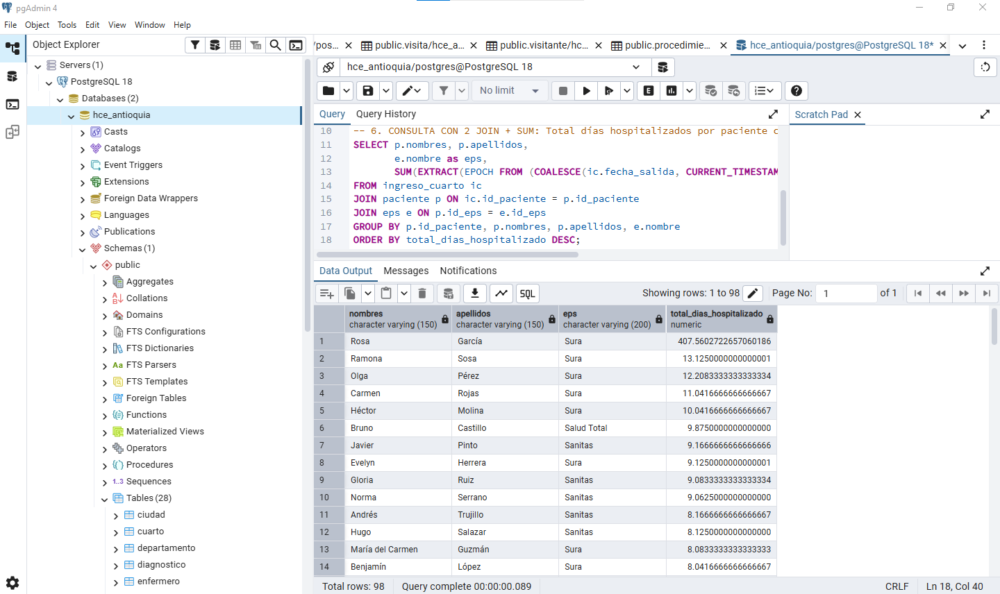 pgAdmin 4
File Object Tools Edit View Window Help
Object Explorer
Servers (1)
PostgreSQL 18
Databases (2)
hce_antioquia
Casts
Catalogs
Event Triggers
Extensions
Foreign Data Wrappers
Languages
Publications
Schemas (1)
public
Aggregates
Collations
Domains
FTS Configurations
FTS Dictionaries
Aa FTS Parsers
FTS Templates
Foreign Tables
Functions
Materialized Views
Operators
Procedures
1..3 Sequences
Tables (28)
ciudad
cuarto
departamento
diagnostico
enfermero
/pos... public.visita/hce_a... public.visitante/hc... public.procedimie... hce_antioquia/postgres@PostgreSQL 18*
hce_antioquia/postgres@PostgreSQL 18
No limit E
Query Query History Scratch Pad
10 -- 6. CONSULTA CON 2 JOIN + SUM: Total días hospitalizados por paciente c
11 SELECT p.nombres, p.apellidos,
12 e.nombre as eps,
13 SUM(EXTRACT(EPOCH FROM (COALESCE(ic.fecha_salida, CURRENT_TIMESTAM
14 FROM ingreso_cuarto ic
15 JOIN paciente p ON ic.id_paciente = p.id_paciente
16 JOIN eps e ON p.id_eps = e.id_eps
17 GROUP BY p.id_paciente, p.nombres, p.apellidos, e.nombre
18 ORDER BY total_dias_hospitalizado DESC;
Data Output Messages Notifications
SQL Showing rows: 1 to 98 Page No: 1 of 1
nombres apellidos eps total_dias_hospitalizado
character varying (150) character varying (150) character varying (200) numeric
1 Rosa García Sura 407.5602722657060186
2 Ramona Sosa Sura 13.1250000000000001
3 Olga Pérez Sura 12.2083333333333334
4 Carmen Rojas Sura 11.0416666666666667
5 Héctor Molina Sura 10.0416666666666667
6 Bruno Castillo Salud Total 9.8750000000000000
7 Javier Pinto Sanitas 9.1666666666666666
8 Evelyn Herrera Sura 9.1250000000000001
9 Gloria Ruiz Sanitas 9.0833333333333334
10 Norma Serrano Sanitas 9.0625000000000000
11 Andrés Trujillo Sanitas 8.1666666666666667
12 Hugo Salazar Sanitas 8.1250000000000000
13 María del Carmen Guzmán Sura 8.0833333333333333
14 Benjamín López Sura 8.0416666666666667
Total rows: 98 Query complete 00:00:00.089 CRLF Ln 18, Col 40